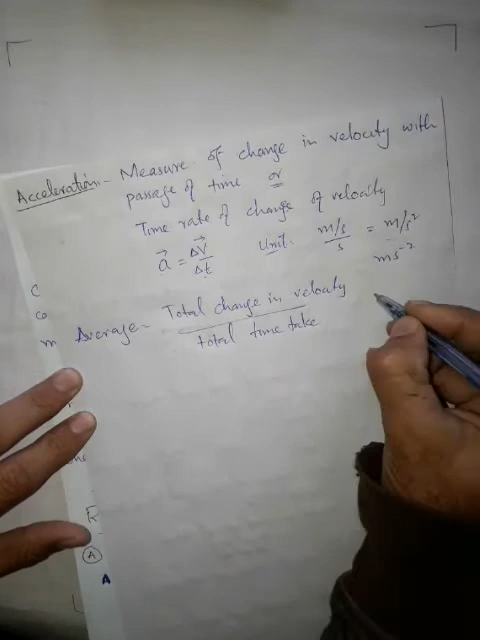 Acceleration:- Measure of change in velocity with
passage of time or
Time rate of change of velocity
a⃗ = ΔV⃗/Δt Unit. m/s/s = m/s²
ms⁻²
Average = Total change in velocity
total time take
C
co
m
E
A
A